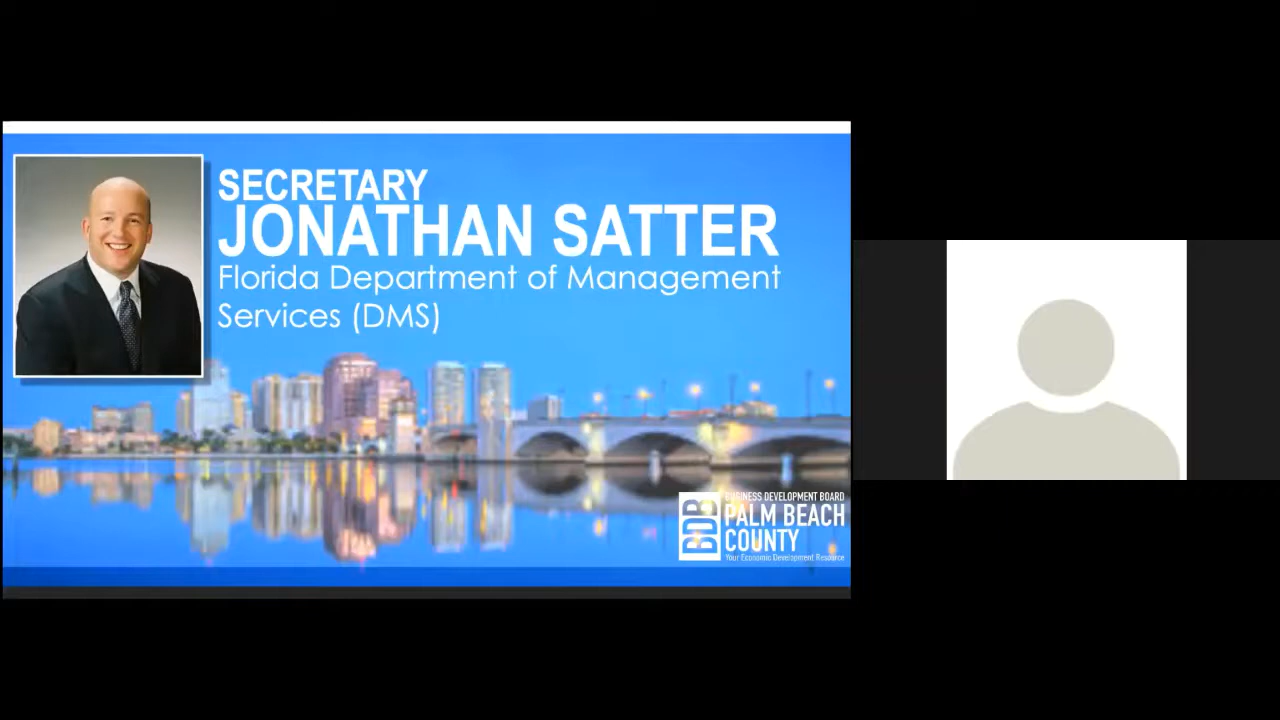 SECRETARY
JONATHAN SATTER
Florida Department of Management
Services (DMS)
BDB
BUSINESS DEVELOPMENT BOARD
PALM BEACH
COUNTY
Your Economic Development Resource